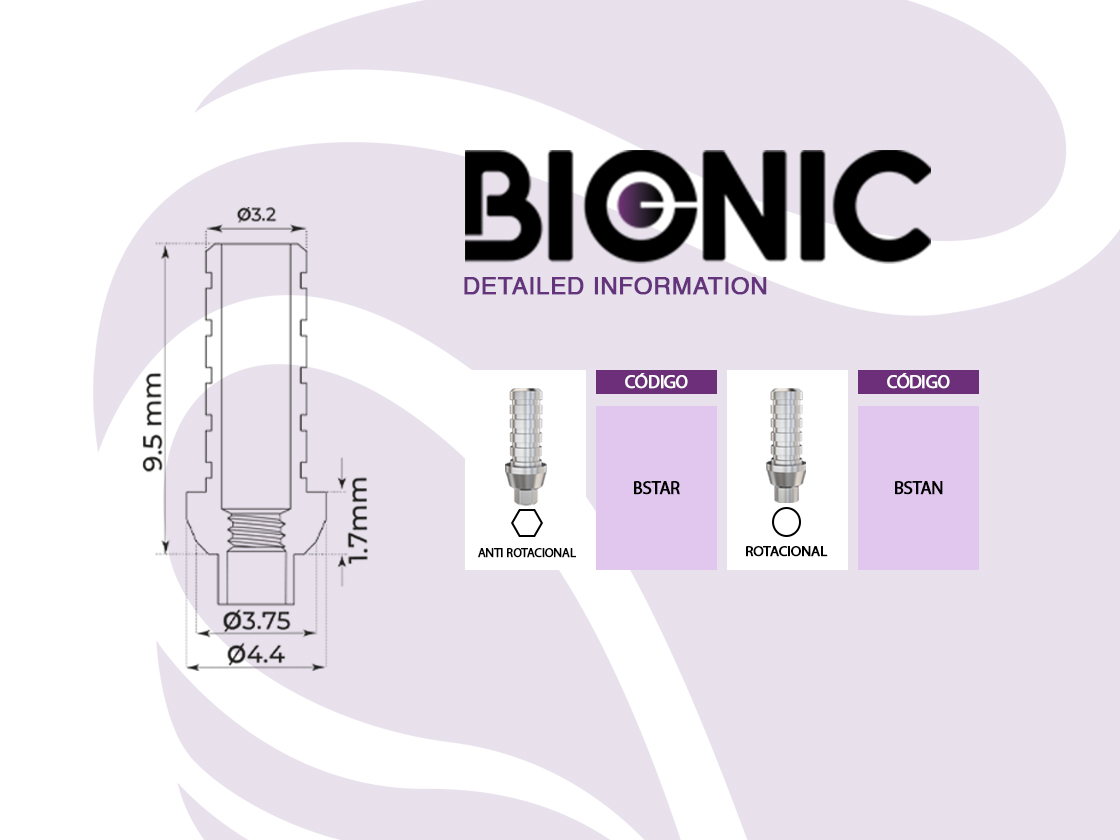 BIONIC
DETAILED INFORMATION
Ø3.2
9.5 mm
1.7mm
Ø3.75
Ø4.4
ANTI ROTACIONAL
CÓDIGO
BSTAR
ROTACIONAL
CÓDIGO
BSTAN